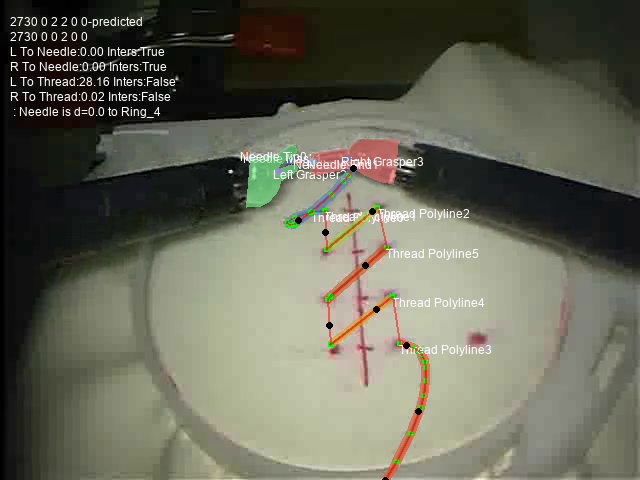 2730 0 2 2 0 0-predicted
2730 0 0 2 0 0
L To Needle:0.00 Inters:True
R To Needle:0.00 Inters:True
L To Thread:28.16 Inters:False
R To Thread:0.02 Inters:False
: Needle is d=0.0 to Ring_4
Needle Tip0
Right Grasper3
Left Grasper
Thread Polyline2
Thread Polyline5
Thread Polyline4
Thread Polyline3